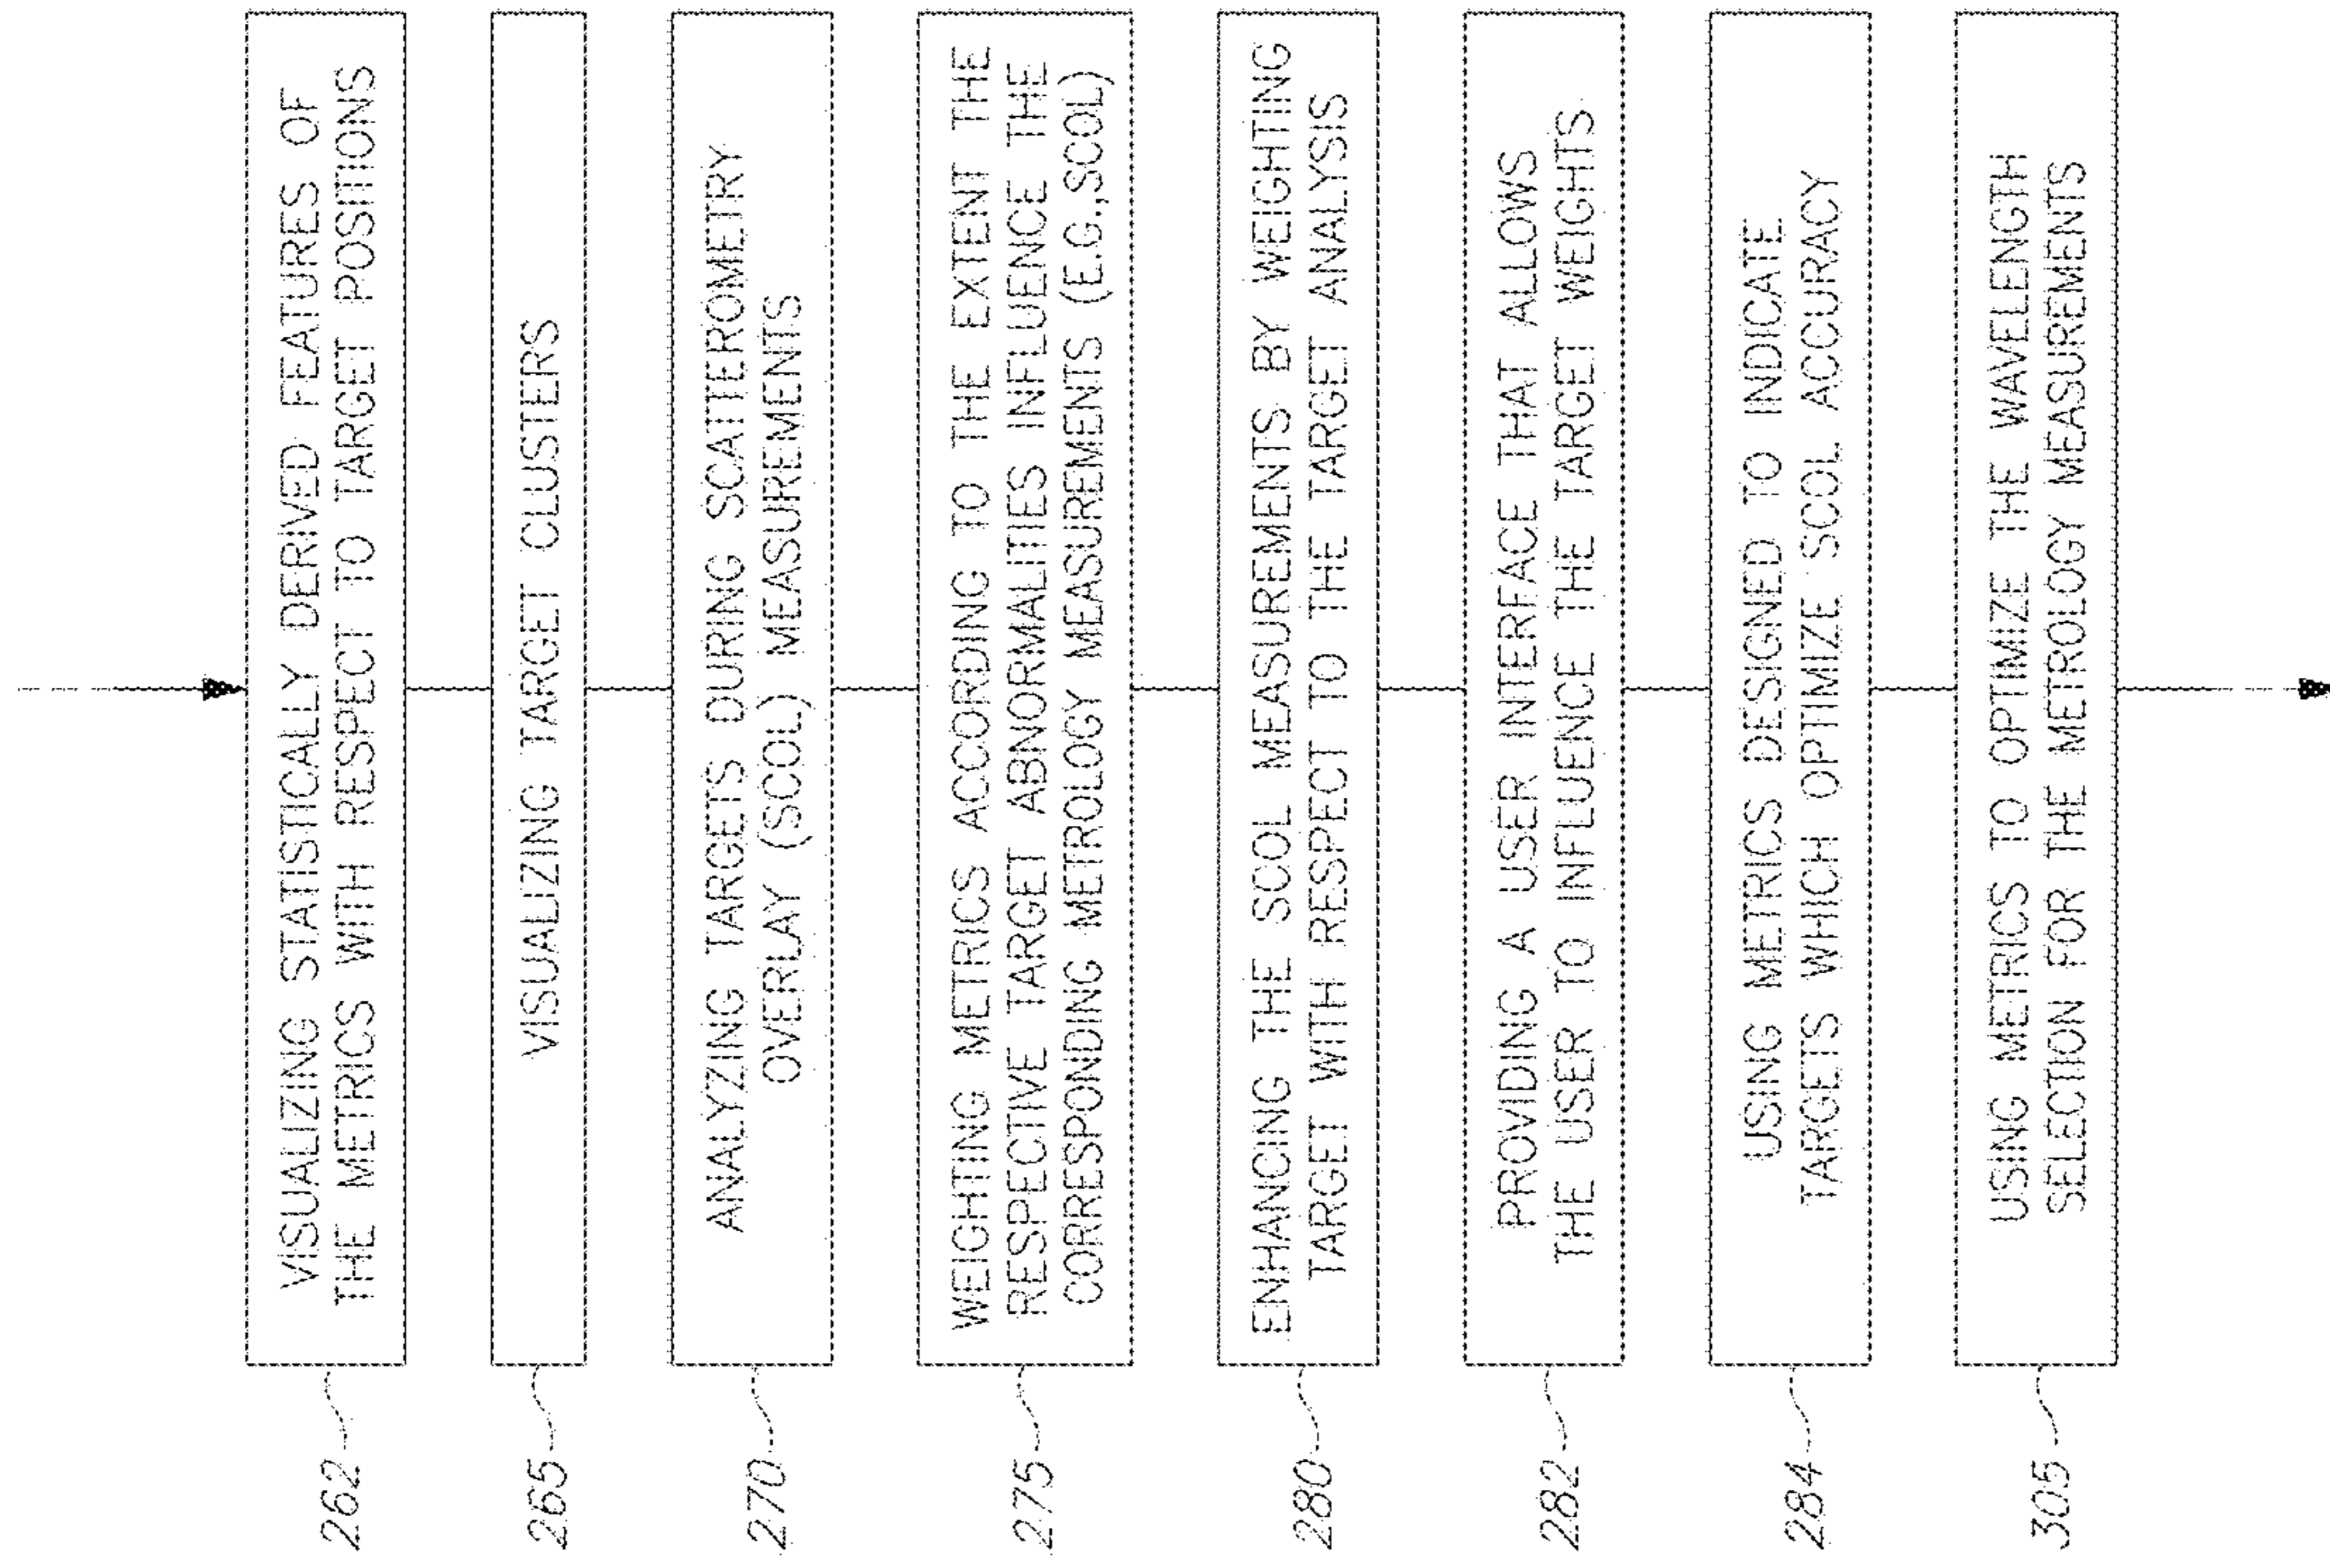 262
VISUALIZING STATISTICALLY DERIVED FEATURES OF
THE METRICS WITH RESPECT TO TARGET POSITIONS
265
VISUALIZING TARGET CLUSTERS
270
ANALYZING TARGETS DURING SCATTEROMETRY
OVERLAY (SCOL) MEASUREMENTS
275
WEIGHTING METRICS ACCORDING TO THE EXTENT THE
RESPECTIVE TARGET ABNORMALITIES INFLUENCE THE
CORRESPONDING METROLOGY MEASUREMENTS (E.G.,SCOL)
280
ENHANCING THE SCOL MEASUREMENTS BY WEIGHTING
TARGET WITH RESPECT TO THE TARGET ANALYSIS
282
PROVIDING A USER INTERFACE THAT ALLOWS
THE USER TO INFLUENCE THE TARGET WEIGHTS
284
USING METRICS DESIGNED TO INDICATE
TARGETS WHICH OPTIMIZE SCOL ACCURACY
305
USING METRICS TO OPTIMIZE THE WAVELENGTH
SELECTION FOR THE METROLOGY MEASUREMENTS